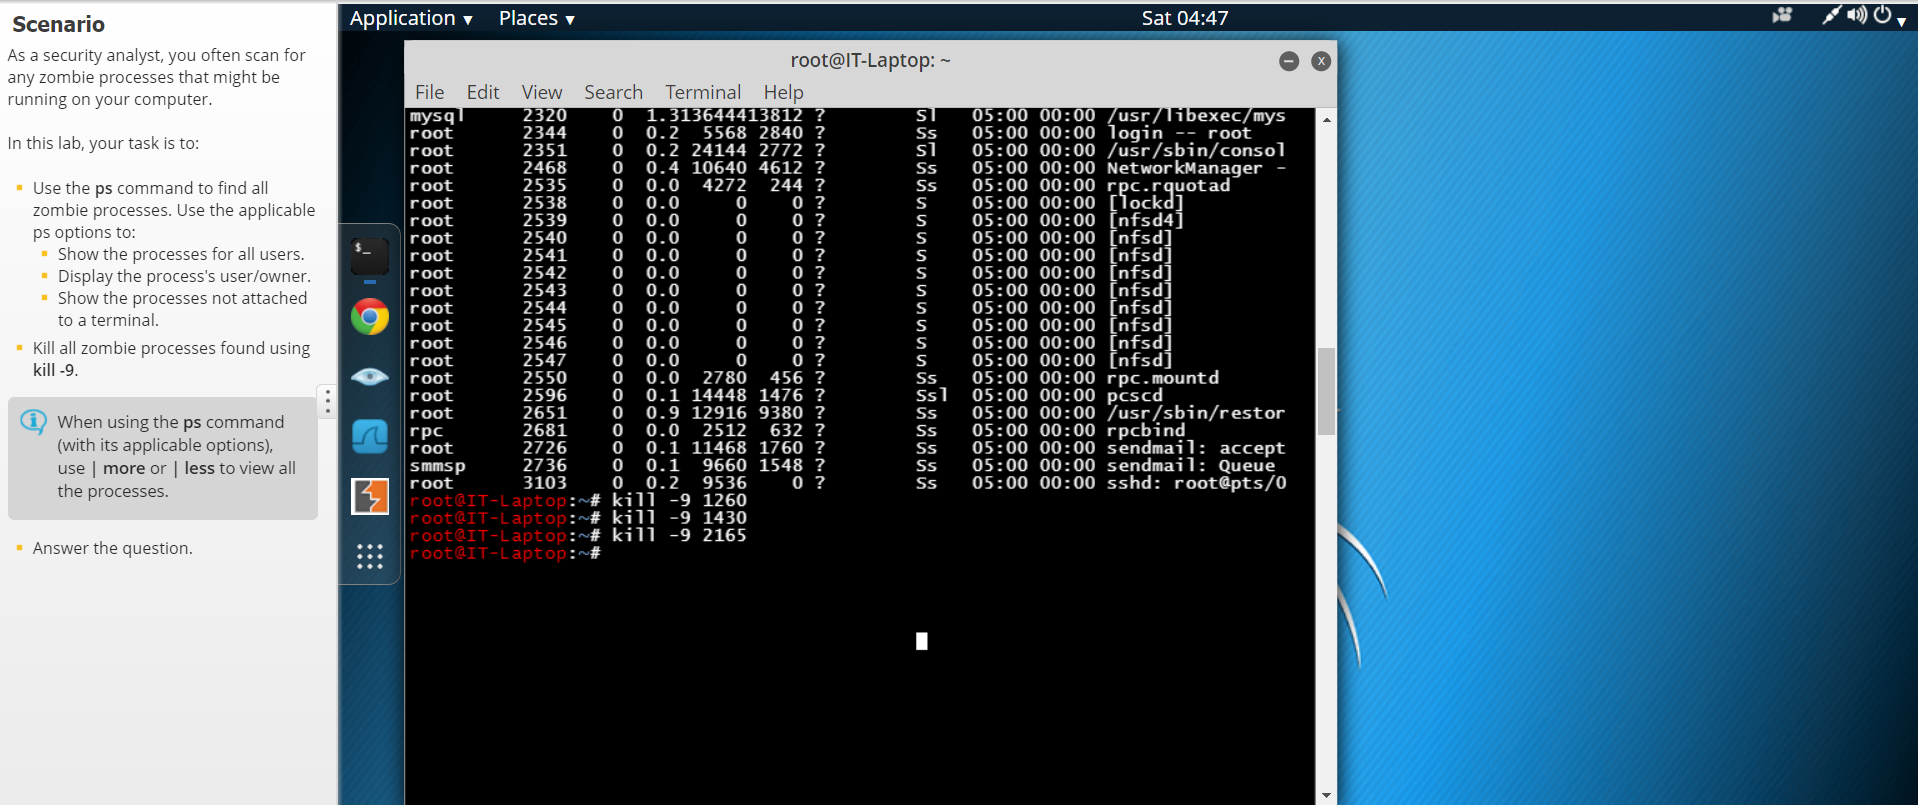 Scenario
As a security analyst, you often scan for
any zombie processes that might be
running on your computer.
In this lab, your task is to:
Use the ps command to find all
zombie processes. Use the applicable
ps options to:
Show the processes for all users.
Display the process's user/owner.
Show the processes not attached
to a terminal.
Kill all zombie processes found using
kill -9.
When using the ps command
(with its applicable options),
use | more or | less to view all
the processes.
Answer the question.
Application Places Sat 04:47
root@IT-Laptop: ~
File Edit View Search Terminal Help
mysql 2320 0 1.313644413812 ? Sl 05:00 00:00 /usr/libexec/mys
root 2344 0 0.2 5568 2840 ? Ss 05:00 00:00 login -- root
root 2351 0 0.2 24144 2772 ? Sl 05:00 00:00 /usr/sbin/consol
root 2468 0 0.4 10640 4612 ? Ss 05:00 00:00 NetworkManager -
root 2535 0 0.0 4272 244 ? Ss 05:00 00:00 rpc.rquotad
root 2538 0 0.0 0 0 ? S 05:00 00:00 [lockd]
root 2539 0 0.0 0 0 ? S 05:00 00:00 [nfsd4]
root 2540 0 0.0 0 0 ? S 05:00 00:00 [nfsd]
root 2541 0 0.0 0 0 ? S 05:00 00:00 [nfsd]
root 2542 0 0.0 0 0 ? S 05:00 00:00 [nfsd]
root 2543 0 0.0 0 0 ? S 05:00 00:00 [nfsd]
root 2544 0 0.0 0 0 ? S 05:00 00:00 [nfsd]
root 2545 0 0.0 0 0 ? S 05:00 00:00 [nfsd]
root 2546 0 0.0 0 0 ? S 05:00 00:00 [nfsd]
root 2547 0 0.0 0 0 ? S 05:00 00:00 [nfsd]
root 2550 0 0.0 2780 456 ? Ss 05:00 00:00 rpc.mountd
root 2596 0 0.1 14448 1476 ? Ssl 05:00 00:00 pcscd
root 2651 0 0.9 12916 9380 ? Ss 05:00 00:00 /usr/sbin/restor
rpc 2681 0 0.0 2512 632 ? Ss 05:00 00:00 rpcbind
root 2726 0 0.1 11468 1760 ? Ss 05:00 00:00 sendmail: accept
smmsp 2736 0 0.1 9660 1548 ? Ss 05:00 00:00 sendmail: Queue
root 3103 0 0.2 9536 0 ? Ss 05:00 00:00 sshd: root@pts/0
root@IT-Laptop:~# kill -9 1260
root@IT-Laptop:~# kill -9 1430
root@IT-Laptop:~# kill -9 2165
root@IT-Laptop:~#